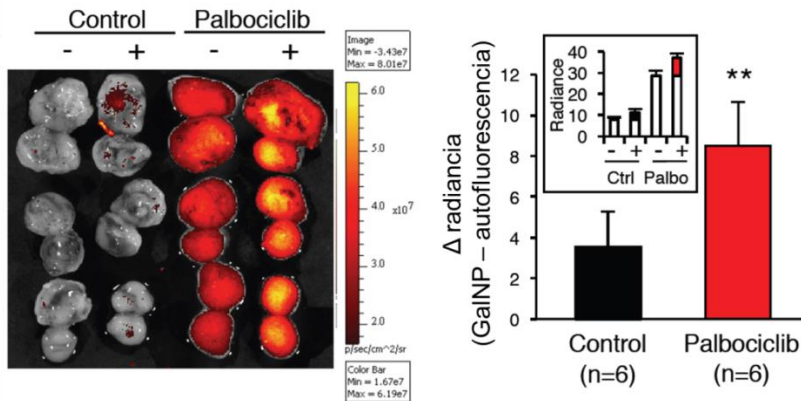 Control Palbociclib
- + - +
Image
Min = -3.43e7
Max = 8.01e7
6.0
5.0
4.0 x10⁷
3.0
2.0
p/sec/cm^2/sr
Color Bar
Min = 1.67e7
Max = 6.19e7
Δ radiancia
(GalNP – autofluorescencia)
12
10
8
6
4
2
0
Radiance
40
30
20
10
0
- + - +
Ctrl Palbo
**
Control Palbociclib
(n=6) (n=6)